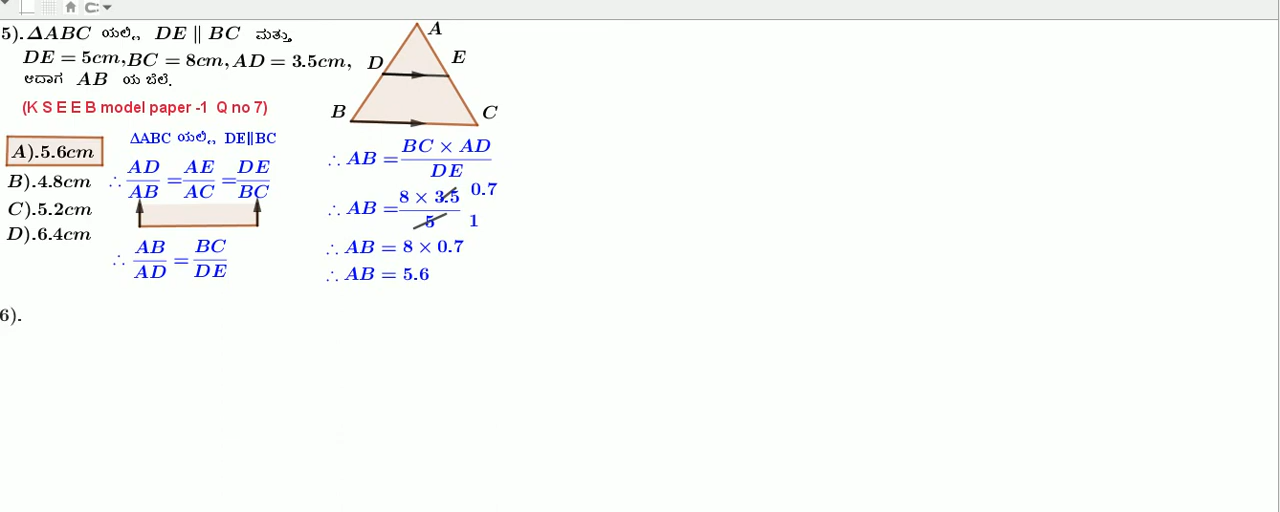 5). ΔABC ಯಲ್ಲಿ, DE ∥ BC ಮತ್ತು
DE = 5cm, BC = 8cm, AD = 3.5cm,
ಆದಾಗ AB ಯ ಬೆಲೆ.
(K S E E B model paper -1 Q no 7)
A
D
E
B
C
A).5.6cm
B).4.8cm
C).5.2cm
D).6.4cm
ΔABC ಯಲ್ಲಿ, DE∥BC
∴ AD/AB = AE/AC = DE/BC
∴ AB/AD = BC/DE
∴ AB = BC × AD / DE
∴ AB = 8 × 3.5 / 5 0.7 1
∴ AB = 8 × 0.7
∴ AB = 5.6
6).